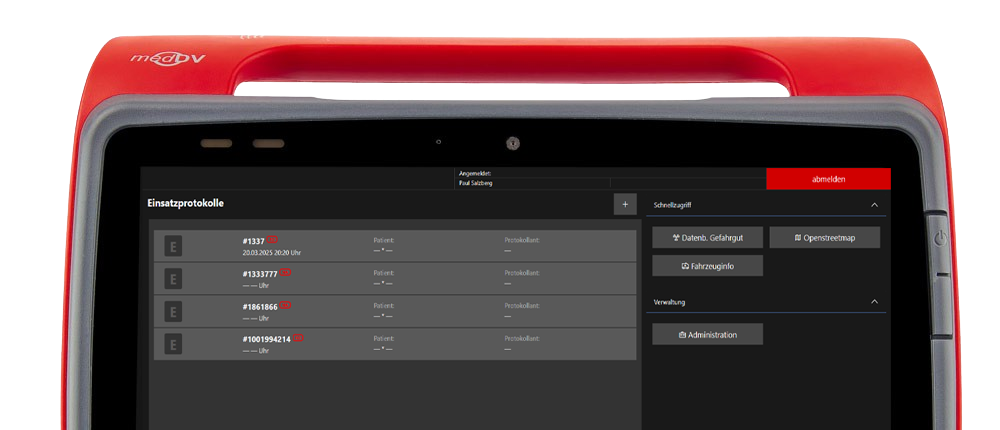 medDV
Angemeldet:
Paul Salzberg
abmelden
Einsatzprotokolle
+
Schnellzugriff
E
#1337
20.03.2025 20:20 Uhr
Patient:
— * —
Protokollant:
—
E
#1333777
— — Uhr
Patient:
— * —
Protokollant:
—
E
#1861866
— — Uhr
Patient:
— * —
Protokollant:
—
E
#1001994214
— — Uhr
Patient:
— * —
Protokollant:
—
Datenb. Gefahrgut
Openstreetmap
Fahrzeuginfo
Verwaltung
Administration